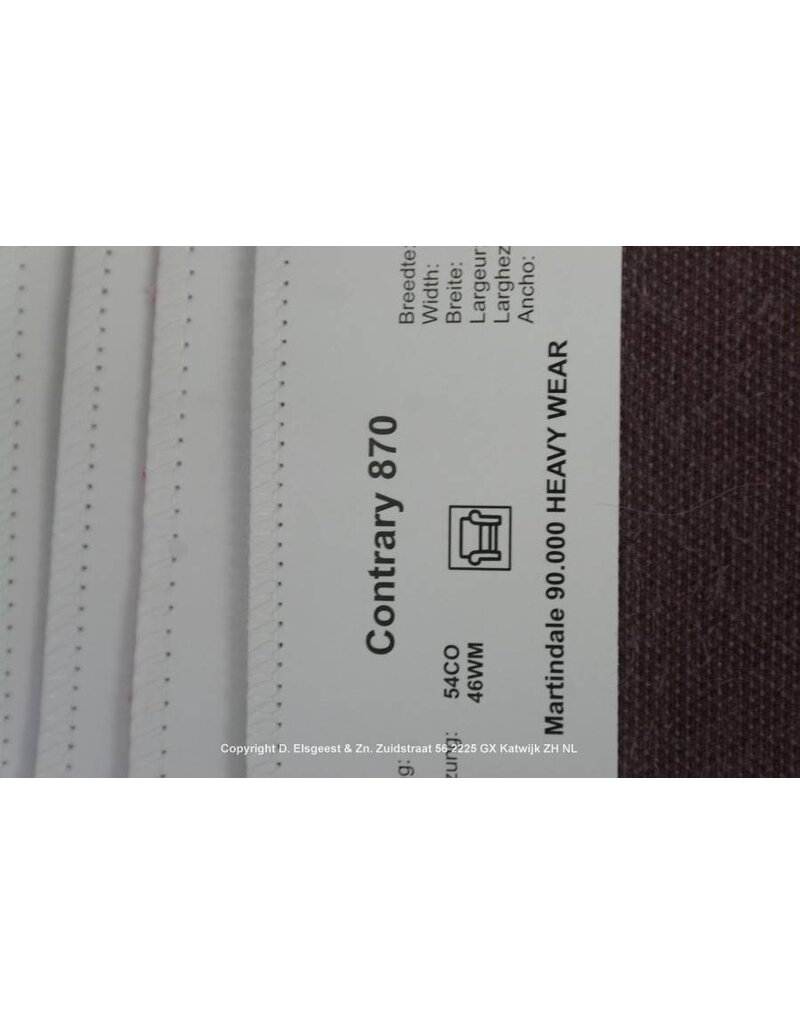 Contrary 870
Breedte:
Width:
Breite:
Largeur:
Larghez
Ancho:
54CO
46WM
Martindale 90.000 HEAVY WEAR
Copyright D. Elsgeest & Zn. Zuidstraat 56 2225 GX Katwijk ZH NL